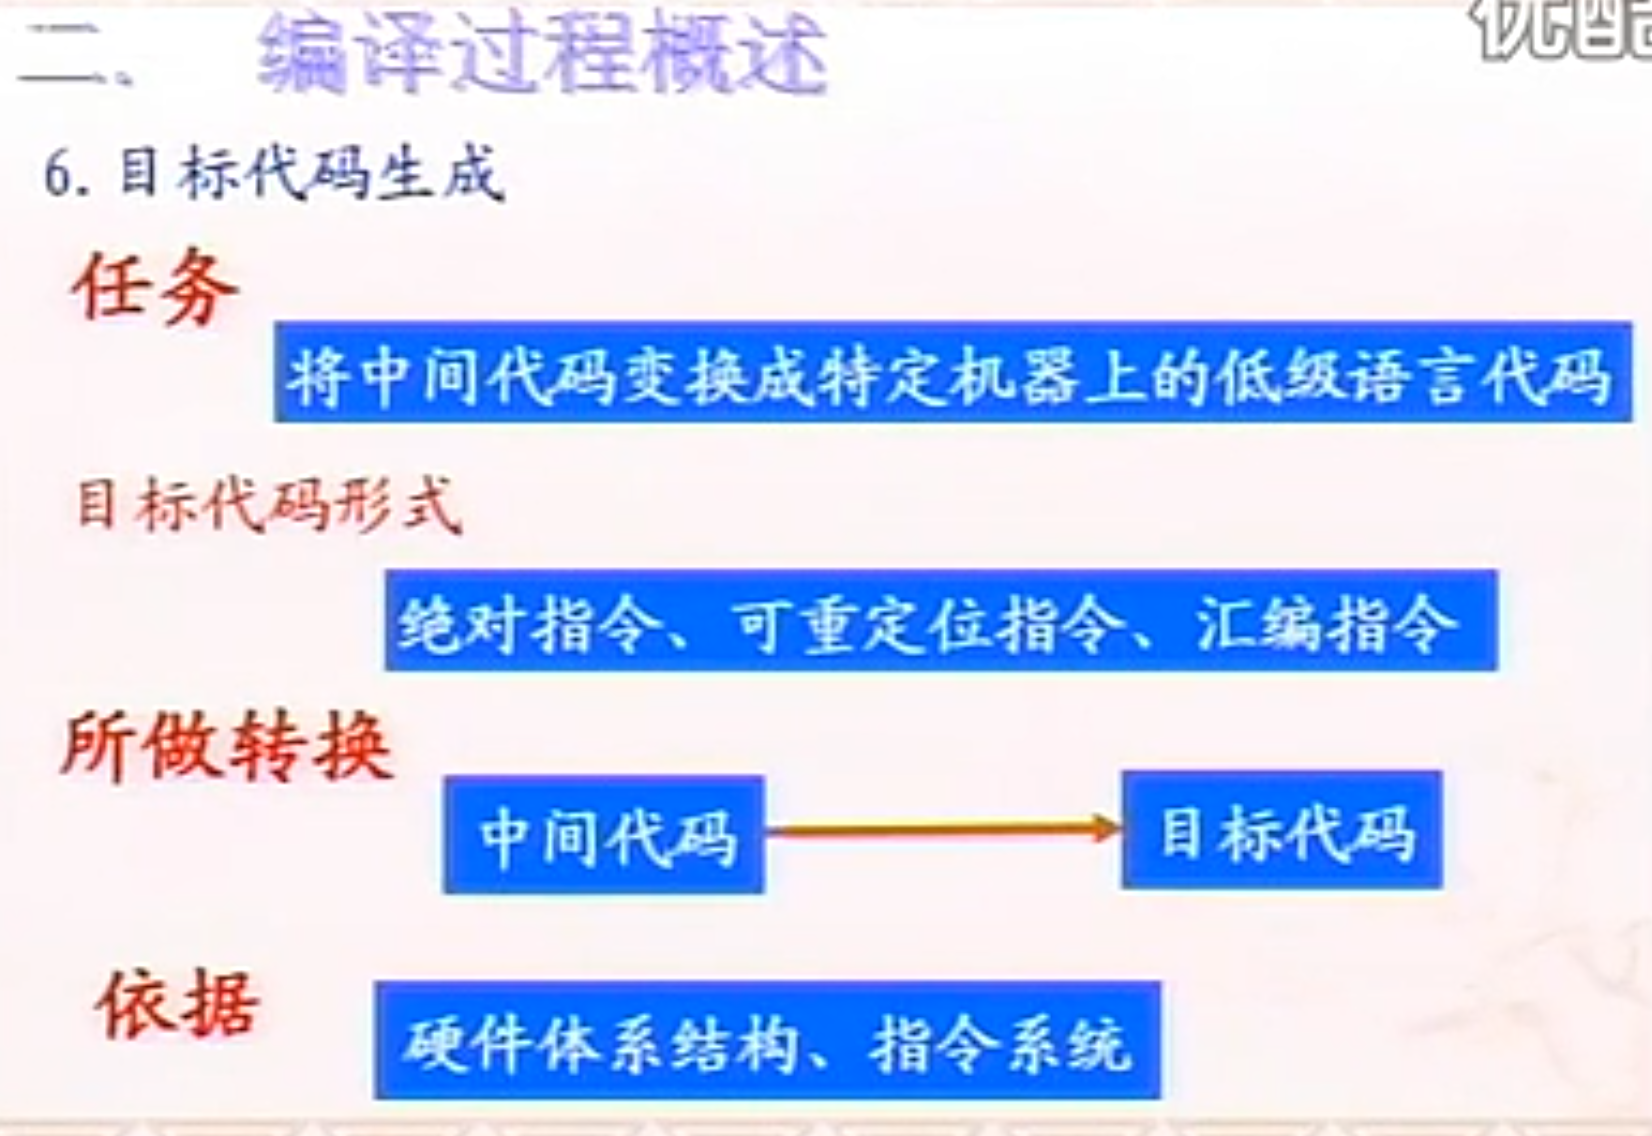 二、 编译过程概述
6.目标代码生成
任务
将中间代码变换成特定机器上的低级语言代码
目标代码形式
绝对指令、可重定位指令、汇编指令
所做转换
中间代码 目标代码
依据
硬件体系结构、指令系统